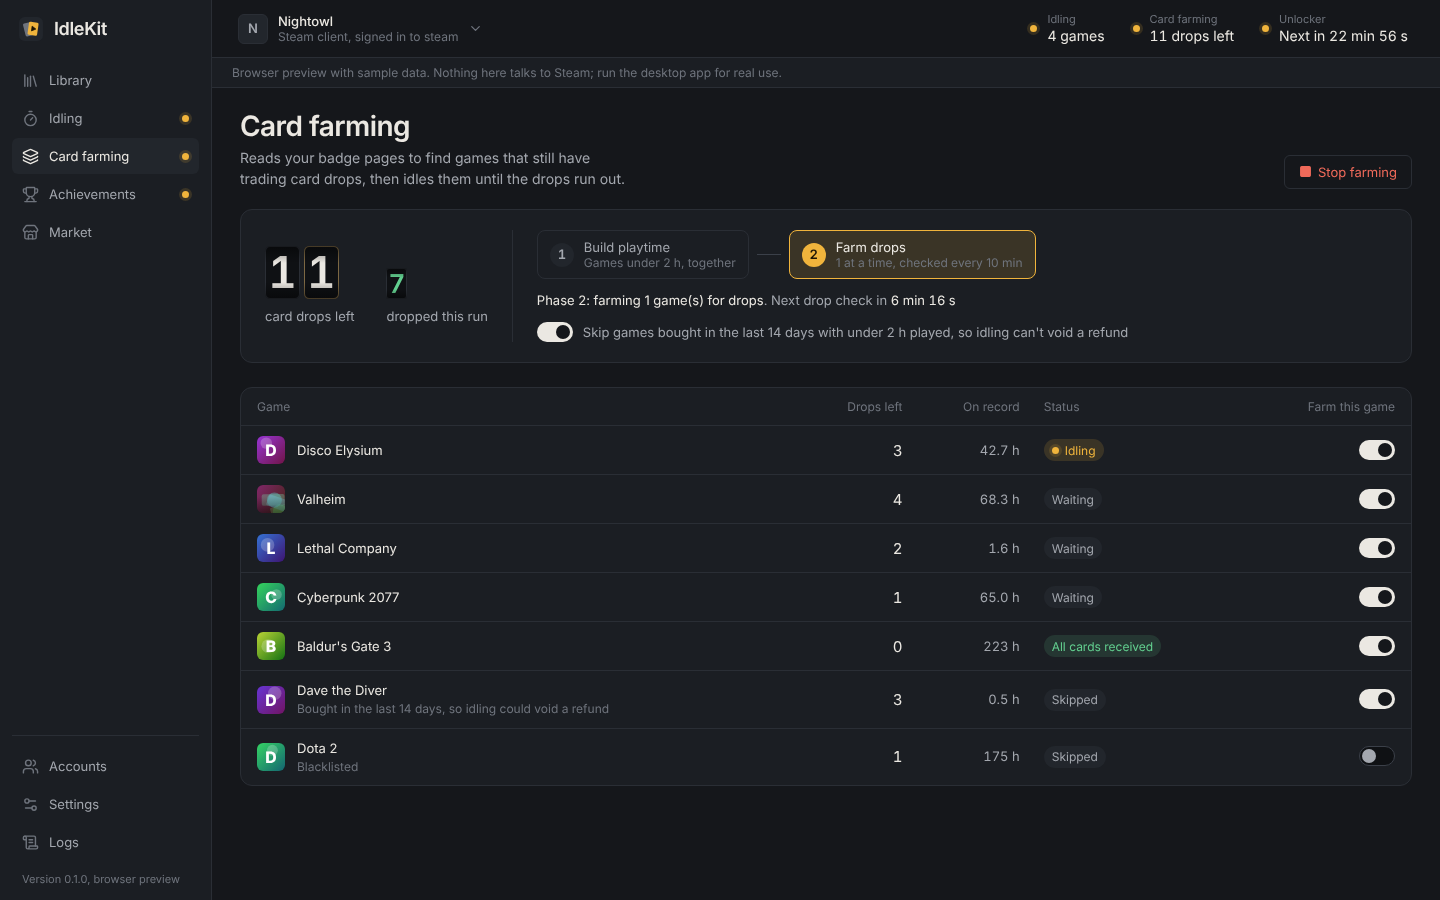 IdleKit
Library
Idling
Card farming
Achievements
Market
Accounts
Settings
Logs
Version 0.1.0, browser preview
N
Nightowl
Steam client, signed in to steam
Idling
4 games
Card farming
11 drops left
Unlocker
Next in 22 min 56 s
Browser preview with sample data. Nothing here talks to Steam; run the desktop app for real use.
Card farming
Reads your badge pages to find games that still have
trading card drops, then idles them until the drops run out.
Stop farming
11
card drops left
7
dropped this run
1
Build playtime
Games under 2 h, together
2
Farm drops
1 at a time, checked every 10 min
Phase 2: farming 1 game(s) for drops. Next drop check in 6 min 16 s
Skip games bought in the last 14 days with under 2 h played, so idling can't void a refund
Game Drops left On record Status Farm this game
D Disco Elysium 3 42.7 h Idling
Valheim 4 68.3 h Waiting
L Lethal Company 2 1.6 h Waiting
C Cyberpunk 2077 1 65.0 h Waiting
B Baldur's Gate 3 0 223 h All cards received
D Dave the Diver 3 0.5 h Skipped
Bought in the last 14 days, so idling could void a refund
D Dota 2 1 175 h Skipped
Blacklisted